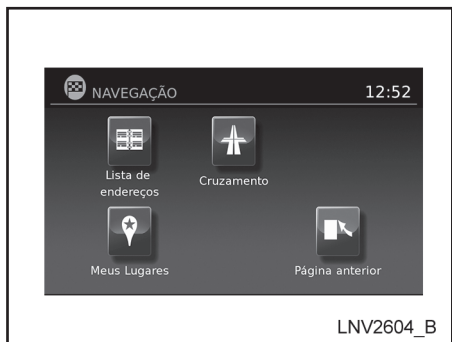 NAVEGAÇÃO 12:52
Lista de
endereços
Cruzamento
Meus Lugares
Página anterior
LNV2604_B